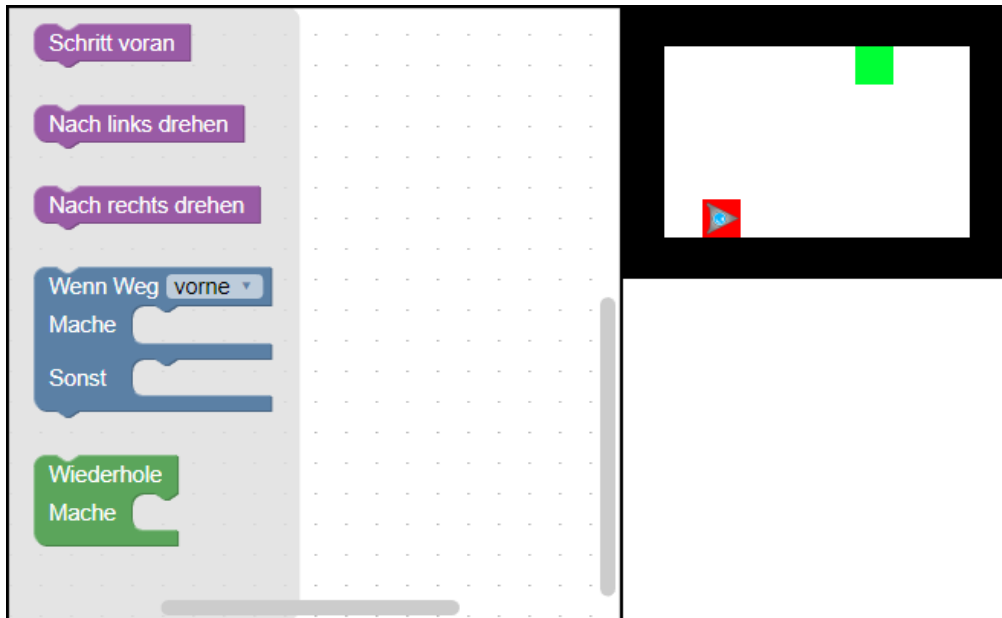 Schritt voran
Nach links drehen
Nach rechts drehen
Wenn Weg vorne
Mache
Sonst
Wiederhole
Mache